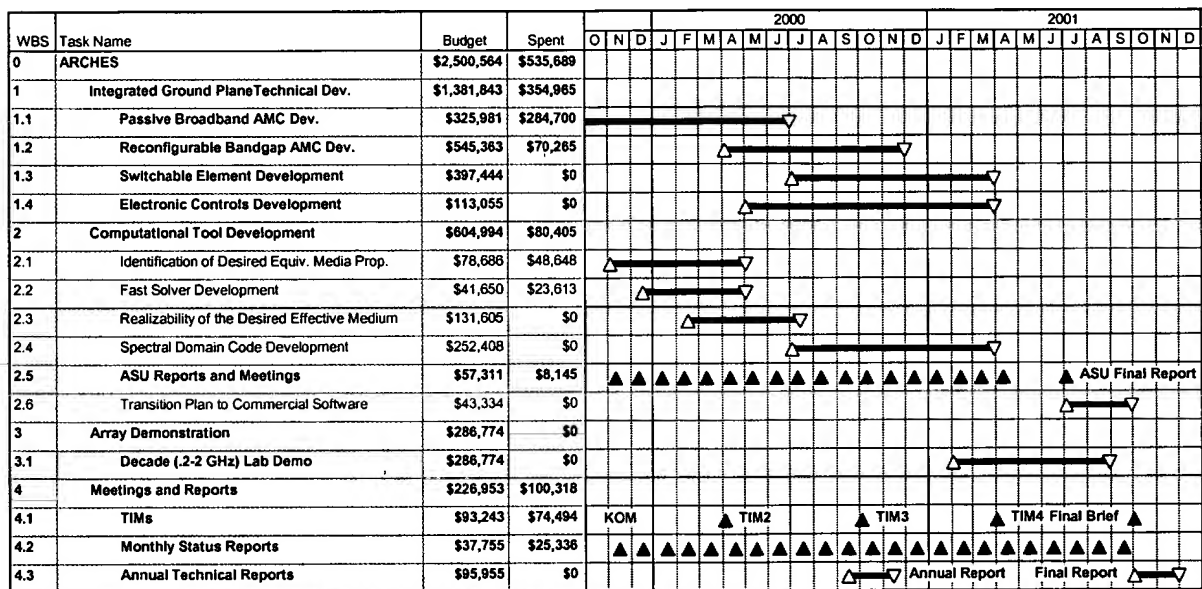 2000 2001
WBS Task Name Budget Spent O N D J F M A M J J A S O N D J F M A M J J A S O N D
0 ARCHES $2,500,564 $535,689
1 Integrated Ground PlaneTechnical Dev. $1,381,843 $354,965
1.1 Passive Broadband AMC Dev. $325,981 $284,700
1.2 Reconfigurable Bandgap AMC Dev. $545,363 $70,265
1.3 Switchable Element Development $397,444 $0
1.4 Electronic Controls Development $113,055 $0
2 Computational Tool Development $604,994 $80,405
2.1 Identification of Desired Equiv. Media Prop. $78,686 $48,648
2.2 Fast Solver Development $41,650 $23,613
2.3 Realizability of the Desired Effective Medium $131,605 $0
2.4 Spectral Domain Code Development $252,408 $0
2.5 ASU Reports and Meetings $57,311 $8,145 ASU Final Report
2.6 Transition Plan to Commercial Software $43,334 $0
3 Array Demonstration $286,774 $0
3.1 Decade (.2-2 GHz) Lab Demo $286,774 $0
4 Meetings and Reports $226,953 $100,318
4.1 TIMs $93,243 $74,494 KOM TIM2 TIM3 TIM4 Final Brief
4.2 Monthly Status Reports $37,755 $25,336
4.3 Annual Technical Reports $95,955 $0 Annual Report Final Report